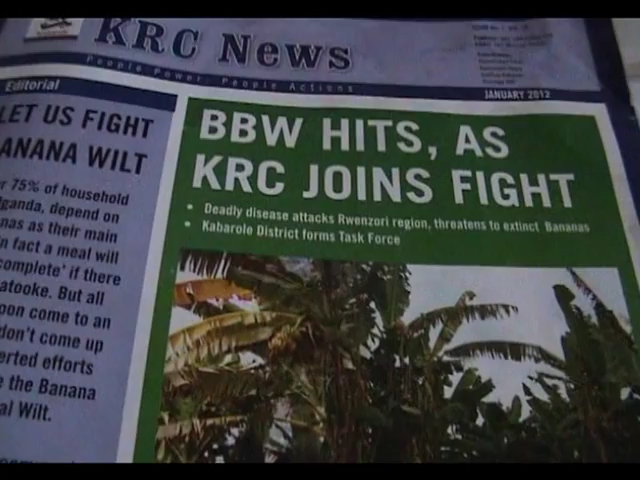 KRC News
People Power: People Actions
JANUARY 2012
Editorial
LET US FIGHT
ANANA WILT
r 75% of household
ganda, depend on
nas as their main
n fact a meal will
complete' if there
atooke. But all
oon come to an
don't come up
erted efforts
e the Banana
al Wilt.
BBW HITS, AS
KRC JOINS FIGHT
• Deadly disease attacks Rwenzori region, threatens to extinct Bananas
• Kabarole District forms Task Force